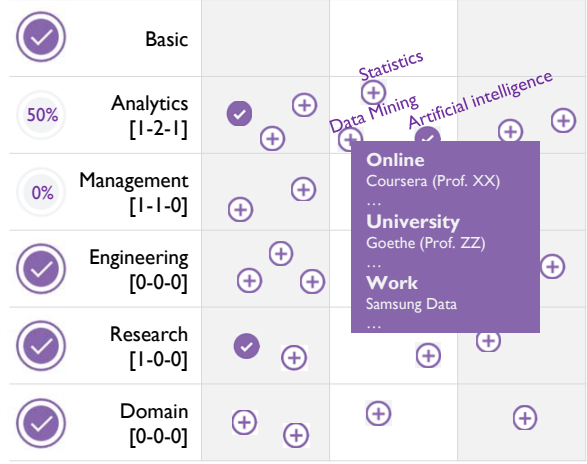 Basic
Statistics
50%
Analytics
[1-2-1]
Data Mining
Artificial intelligence
0%
Management
[1-1-0]
Online
Coursera (Prof. XX)
...
University
Goethe (Prof. ZZ)
...
Work
Samsung Data
...
Engineering
[0-0-0]
Research
[1-0-0]
Domain
[0-0-0]